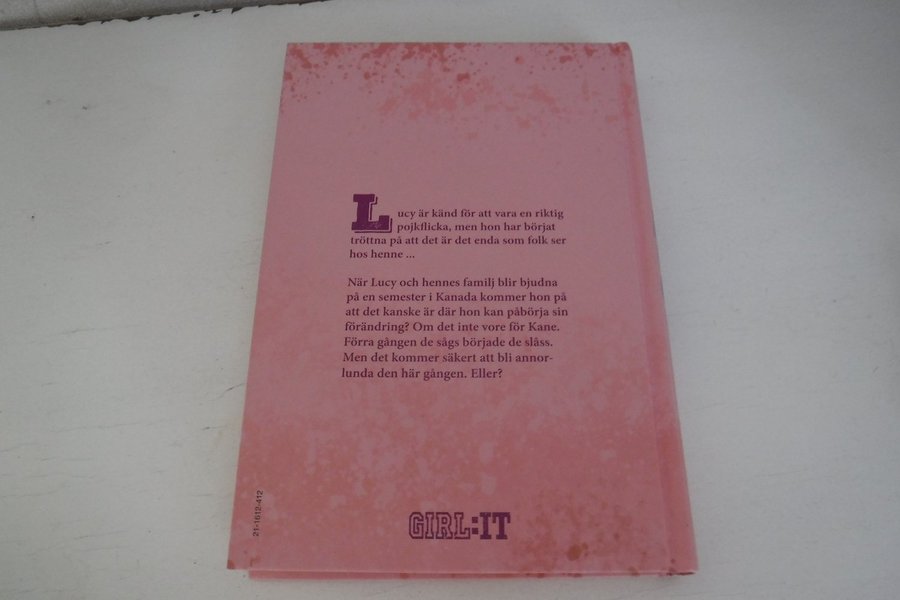 Lucy är känd för att vara en riktig
pojkflicka, men hon har börjat
tröttna på att det är det enda som folk ser
hos henne ...
När Lucy och hennes familj blir bjudna
på en semester i Kanada kommer hon på
att det kanske är där hon kan påbörja sin
förändring? Om det inte vore för Kane.
Förra gången de sågs började de slåss.
Men det kommer säkert att bli annor-
lunda den här gången. Eller?
21-1612-412
GIRL:IT